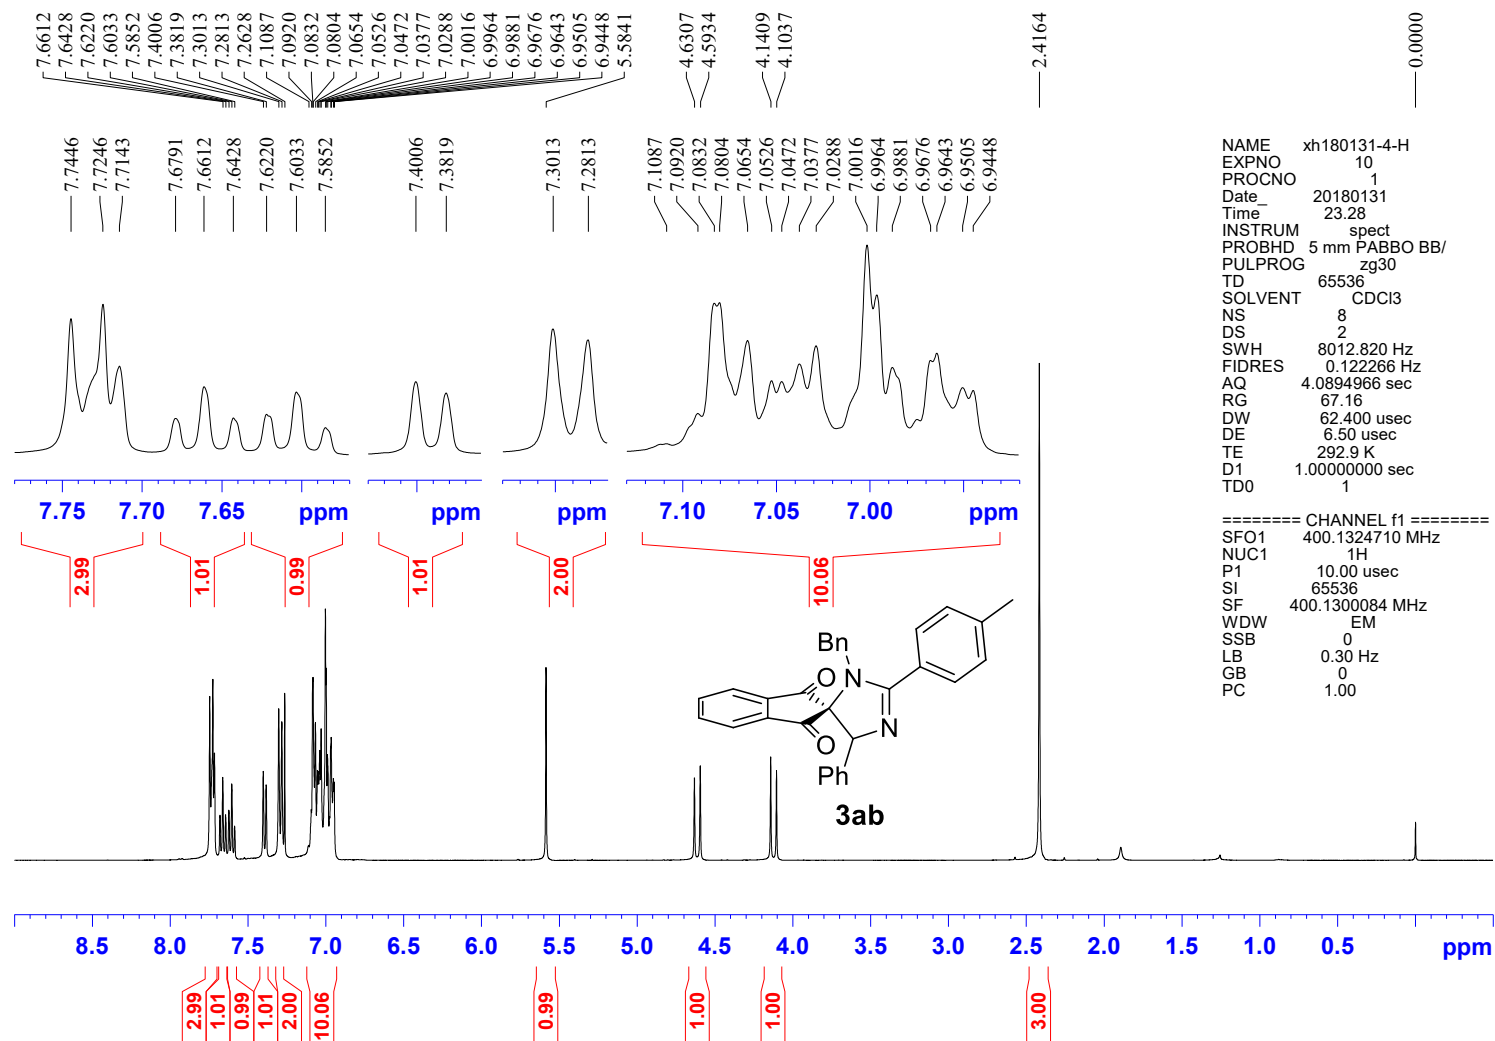 7.6612
7.6428
7.6220
7.6033
7.5852
7.4006
7.3819
7.3013
7.2813
7.2628
7.1087
7.0920
7.0832
7.0804
7.0654
7.0526
7.0472
7.0377
7.0288
7.0016
6.9964
6.9881
6.9676
6.9643
6.9505
6.9448
5.5841
4.6307
4.5934
4.1409
4.1037
2.4164
0.0000
7.7446
7.7246
7.7143
7.6791
7.6612
7.6428
7.6220
7.6033
7.5852
7.4006
7.3819
7.3013
7.2813
7.1087
7.0920
7.0832
7.0804
7.0654
7.0526
7.0472
7.0377
7.0288
7.0016
6.9964
6.9881
6.9676
6.9643
6.9505
6.9448
NAME xh180131-4-H
EXPNO 10
PROCNO 1
Date_ 20180131
Time 23.28
INSTRUM spect
PROBHD 5 mm PABBO BB/
PULPROG zg30
TD 65536
SOLVENT CDCl3
NS 8
DS 2
SWH 8012.820 Hz
FIDRES 0.122266 Hz
AQ 4.0894966 sec
RG 67.16
DW 62.400 usec
DE 6.50 usec
TE 292.9 K
D1 1.00000000 sec
TD0 1
======== CHANNEL f1 ========
SFO1 400.1324710 MHz
NUC1 1H
P1 10.00 usec
SI 65536
SF 400.1300084 MHz
WDW EM
SSB 0
LB 0.30 Hz
GB 0
PC 1.00
7.75 7.70 7.65 ppm
ppm
ppm
7.10 7.05 7.00 ppm
2.99
1.01
0.99
1.01
2.00
10.06
Bn
O
N
N
O
Ph
3ab
8.5 8.0 7.5 7.0 6.5 6.0 5.5 5.0 4.5 4.0 3.5 3.0 2.5 2.0 1.5 1.0 0.5 ppm
2.99
1.01
0.99
1.01
2.00
10.06
0.99
1.00
1.00
3.00